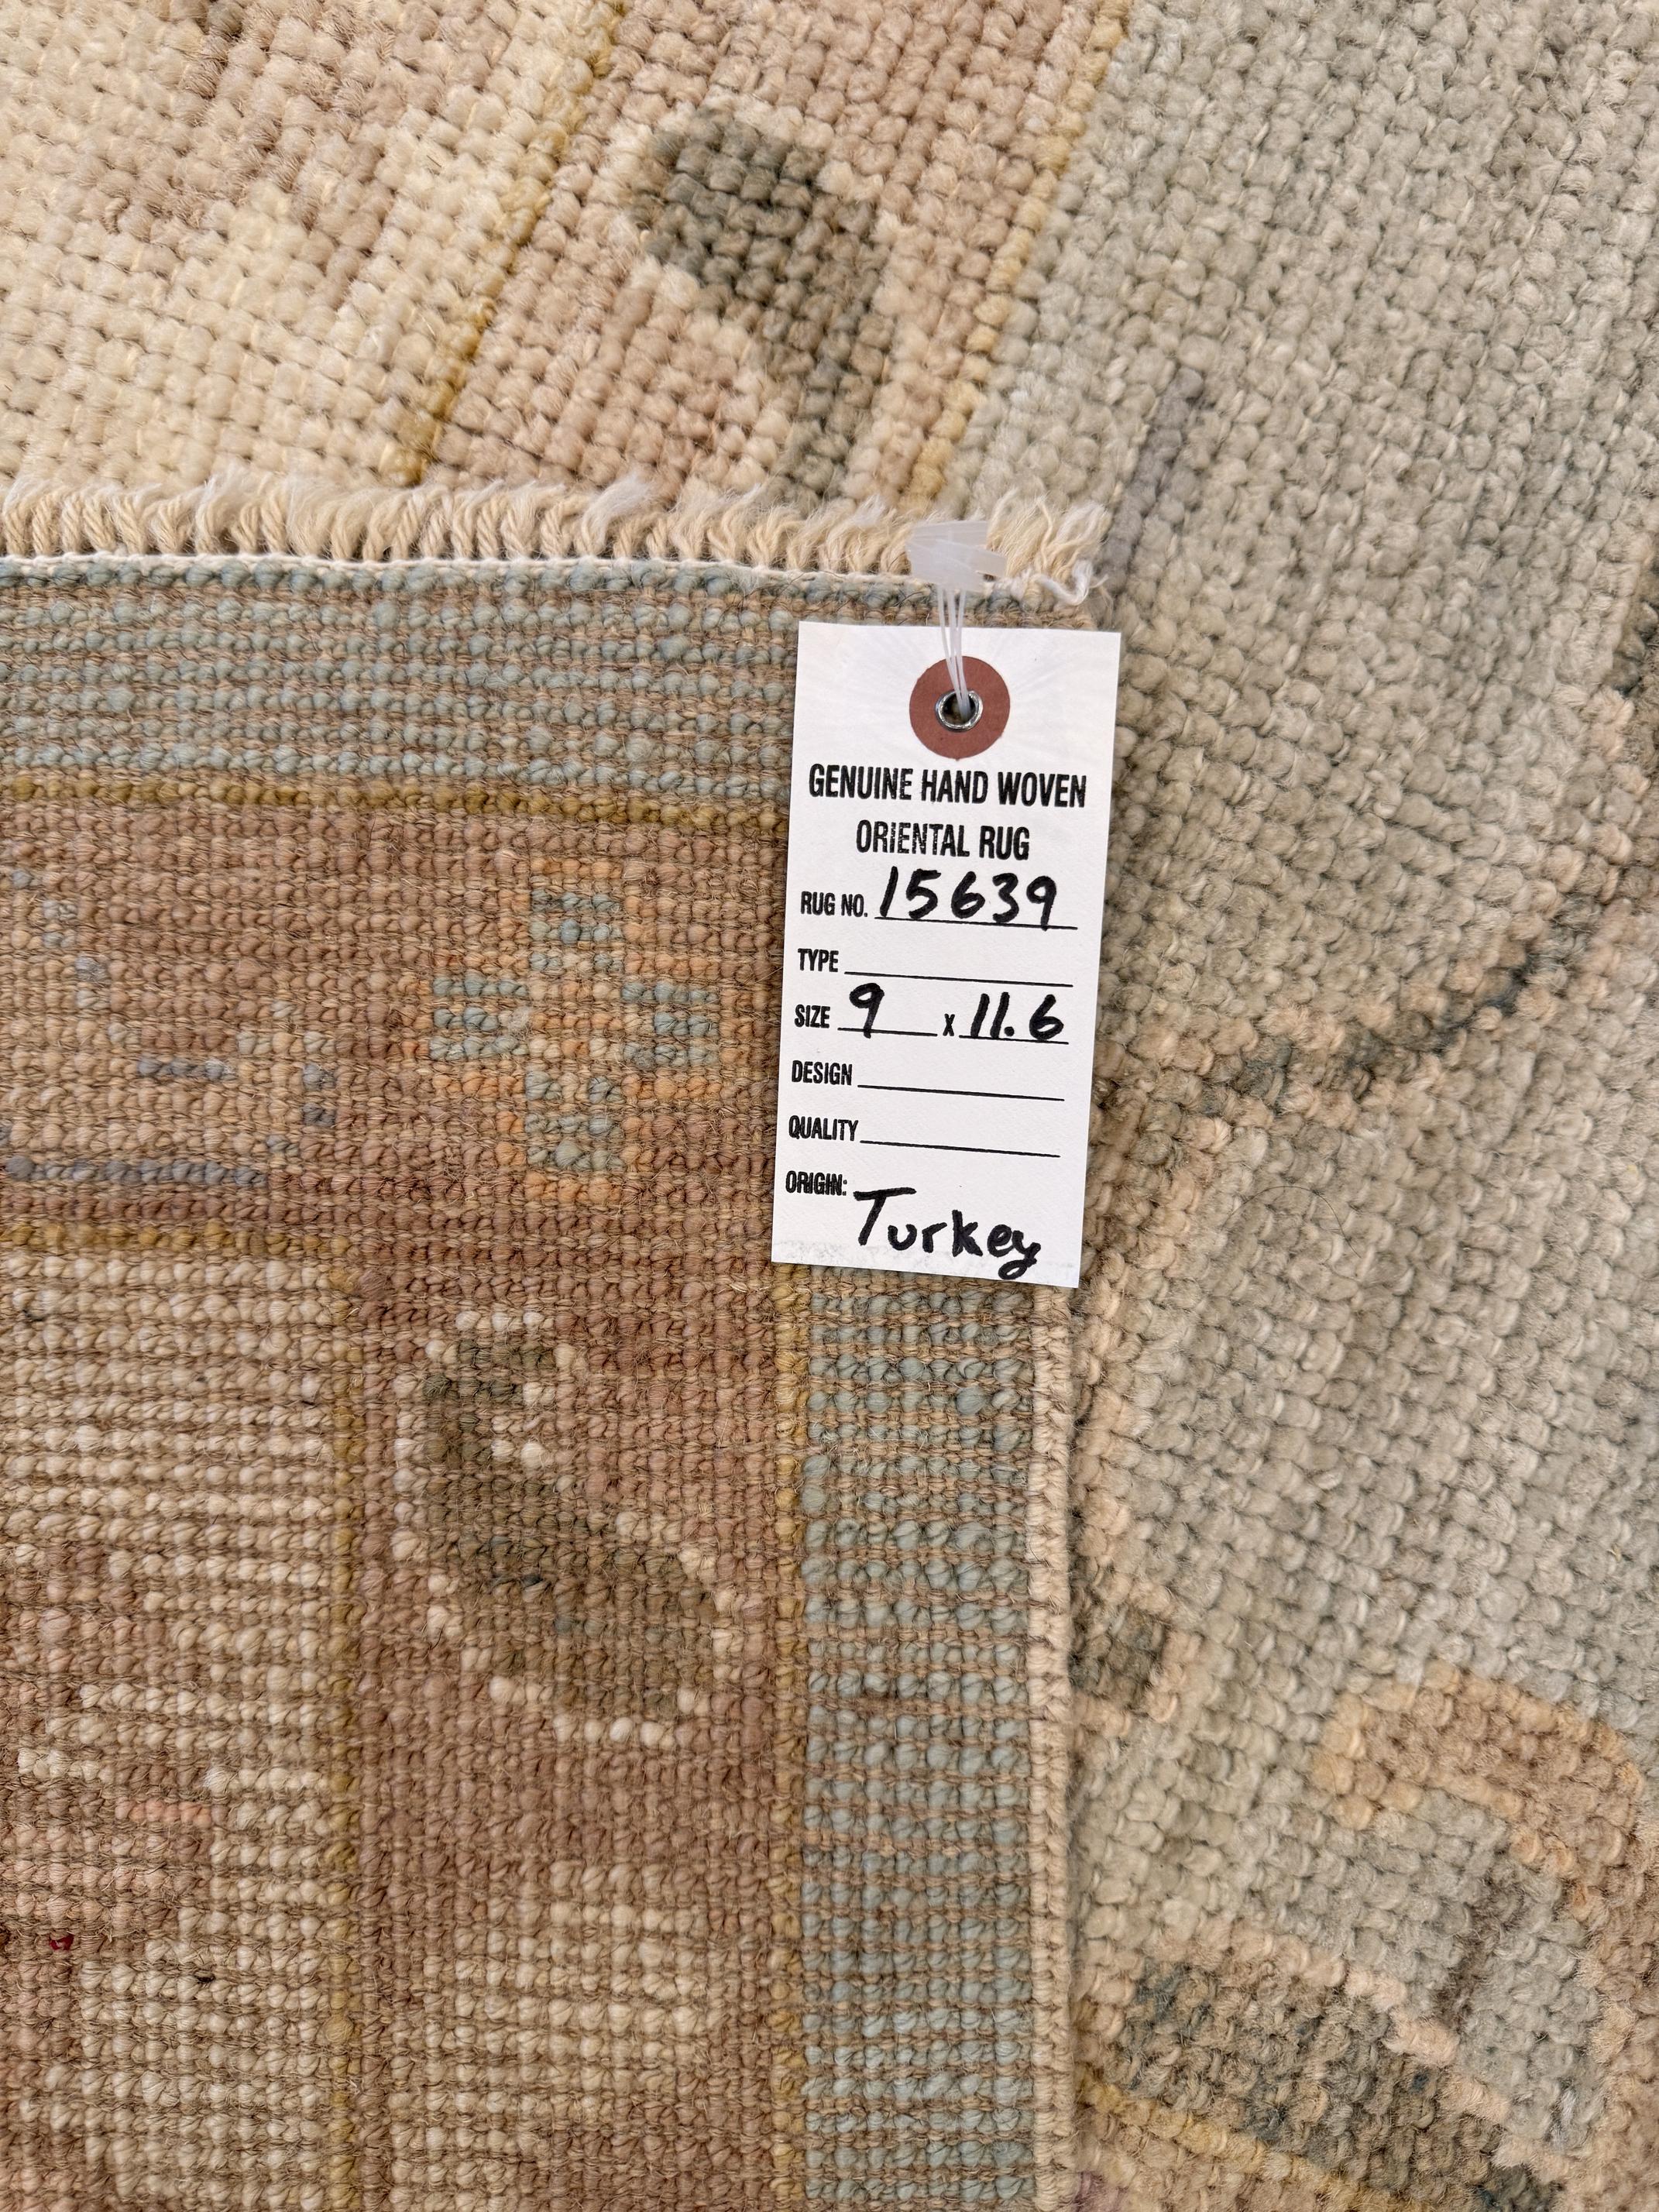 GENUINE HAND WOVEN
ORIENTAL RUG
RUG NO. 15639
TYPE
SIZE 9 x 11.6
DESIGN
QUALITY
ORIGIN: Turkey